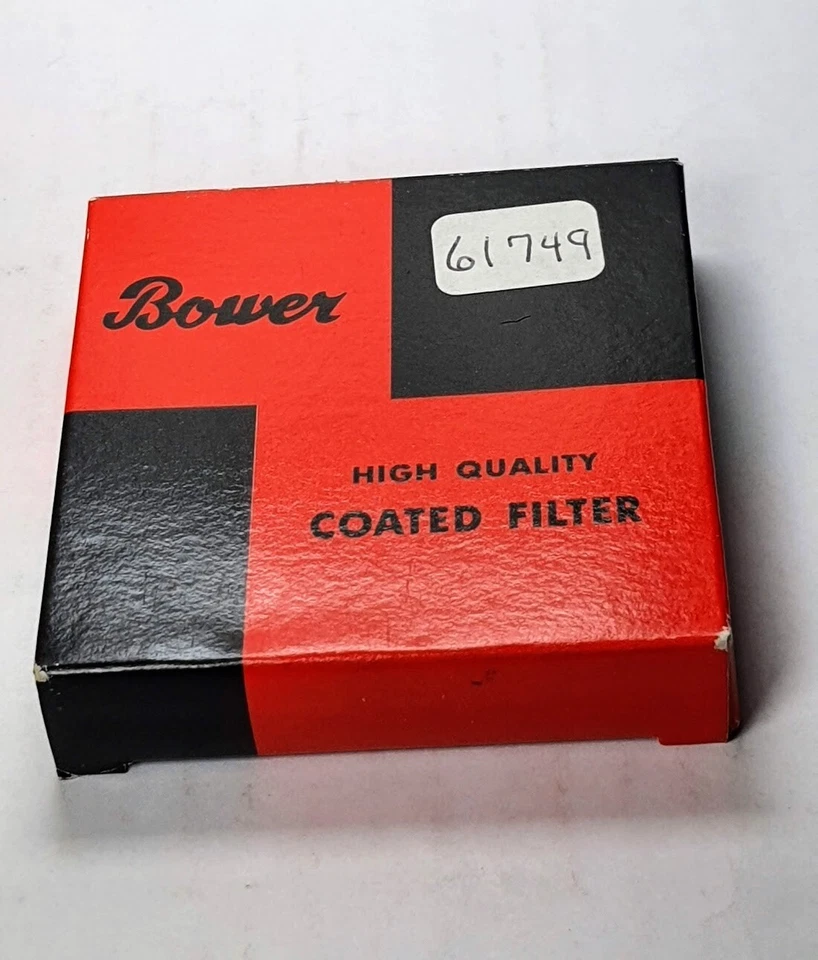 61749
Bower
HIGH QUALITY
COATED FILTER